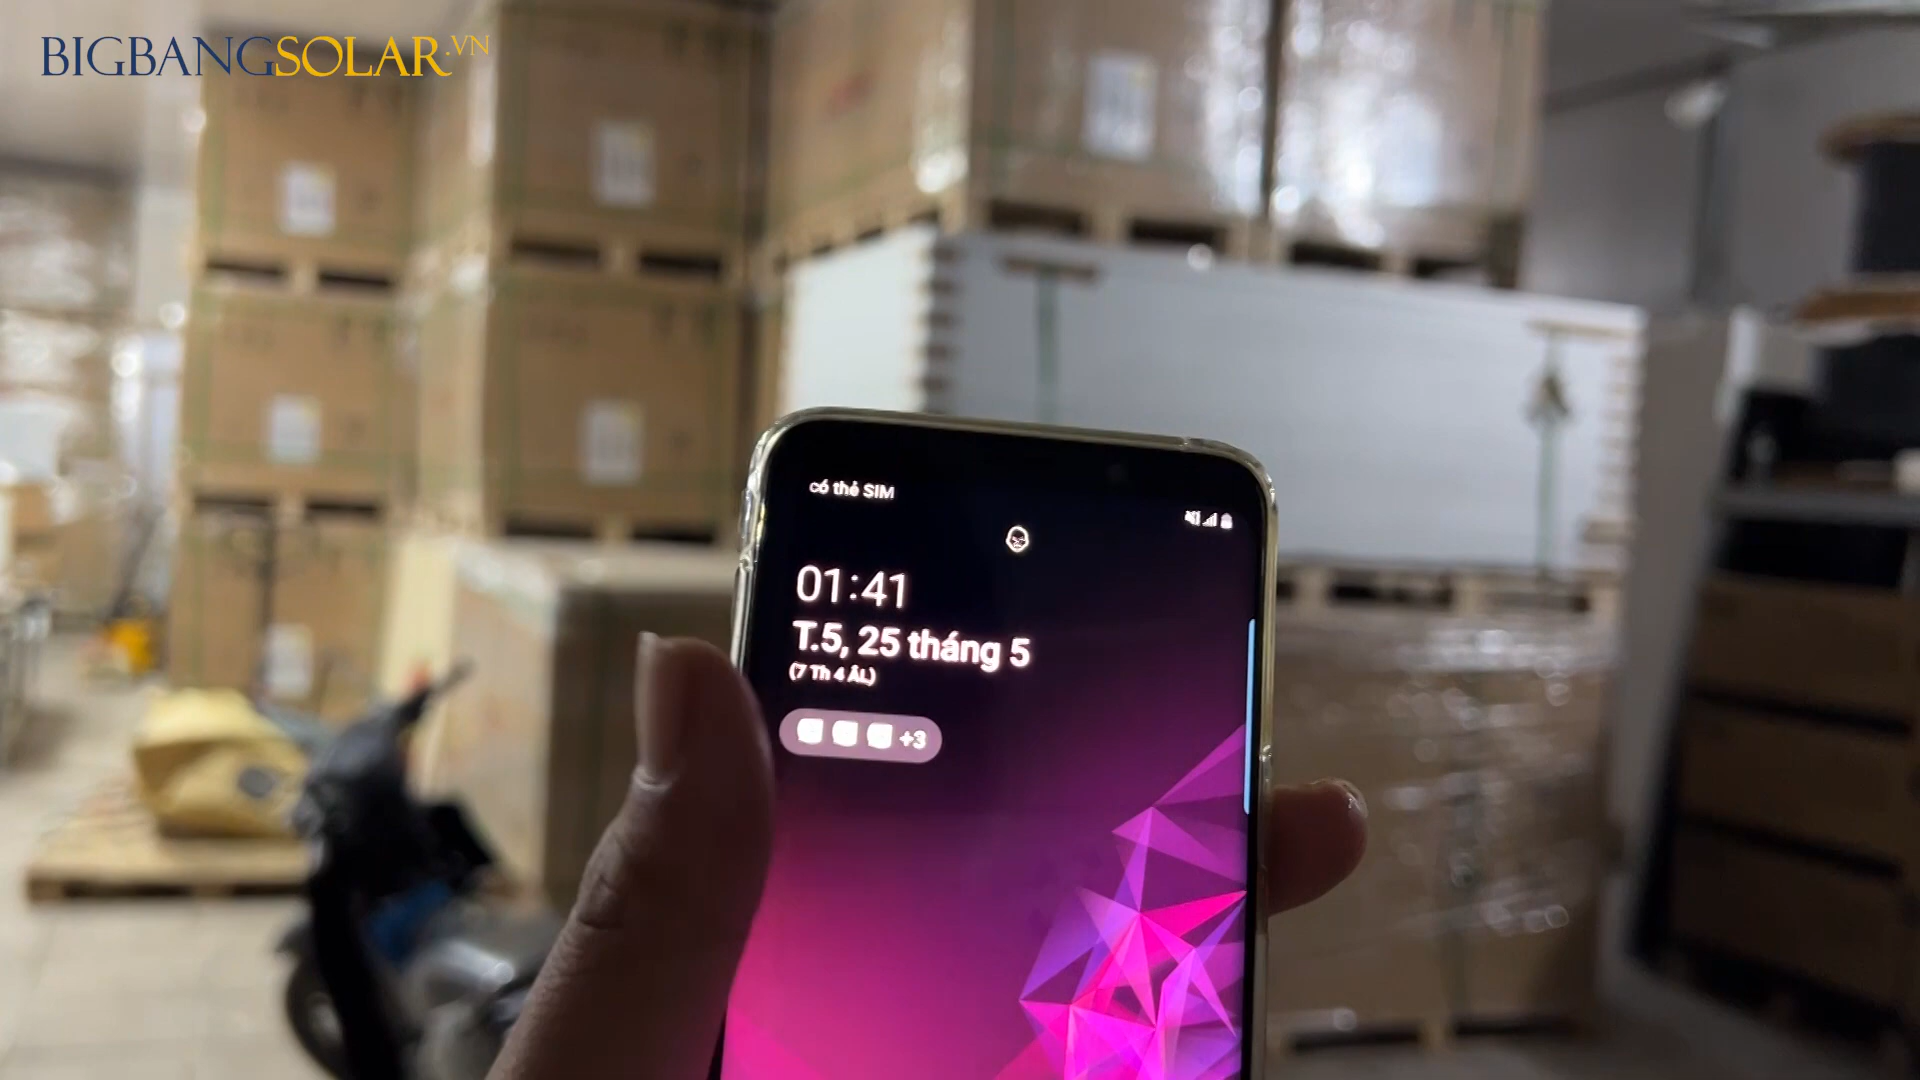 BIGBANGSOLAR.VN
có thẻ SIM
01:41
T.5, 25 tháng 5
(7 Th 4 ÂL)
+3